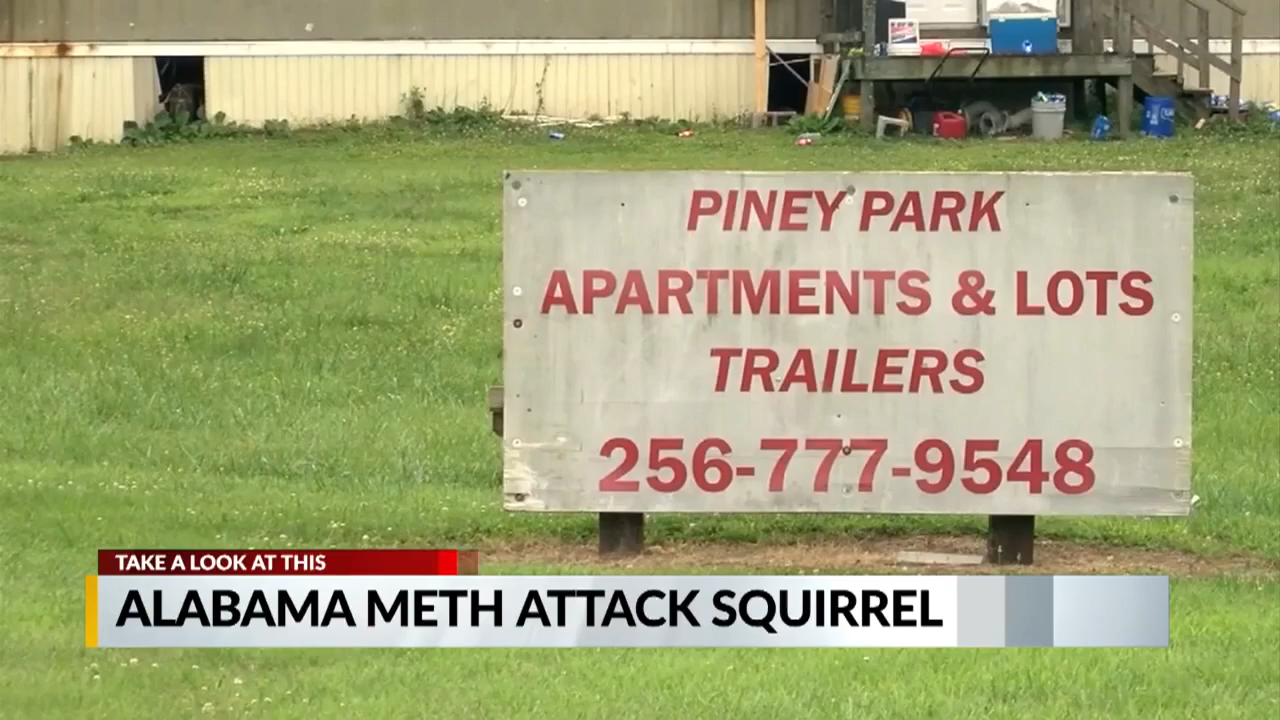 PINEY PARK
APARTMENTS & LOTS
TRAILERS
256-777-9548
TAKE A LOOK AT THIS
ALABAMA METH ATTACK SQUIRREL